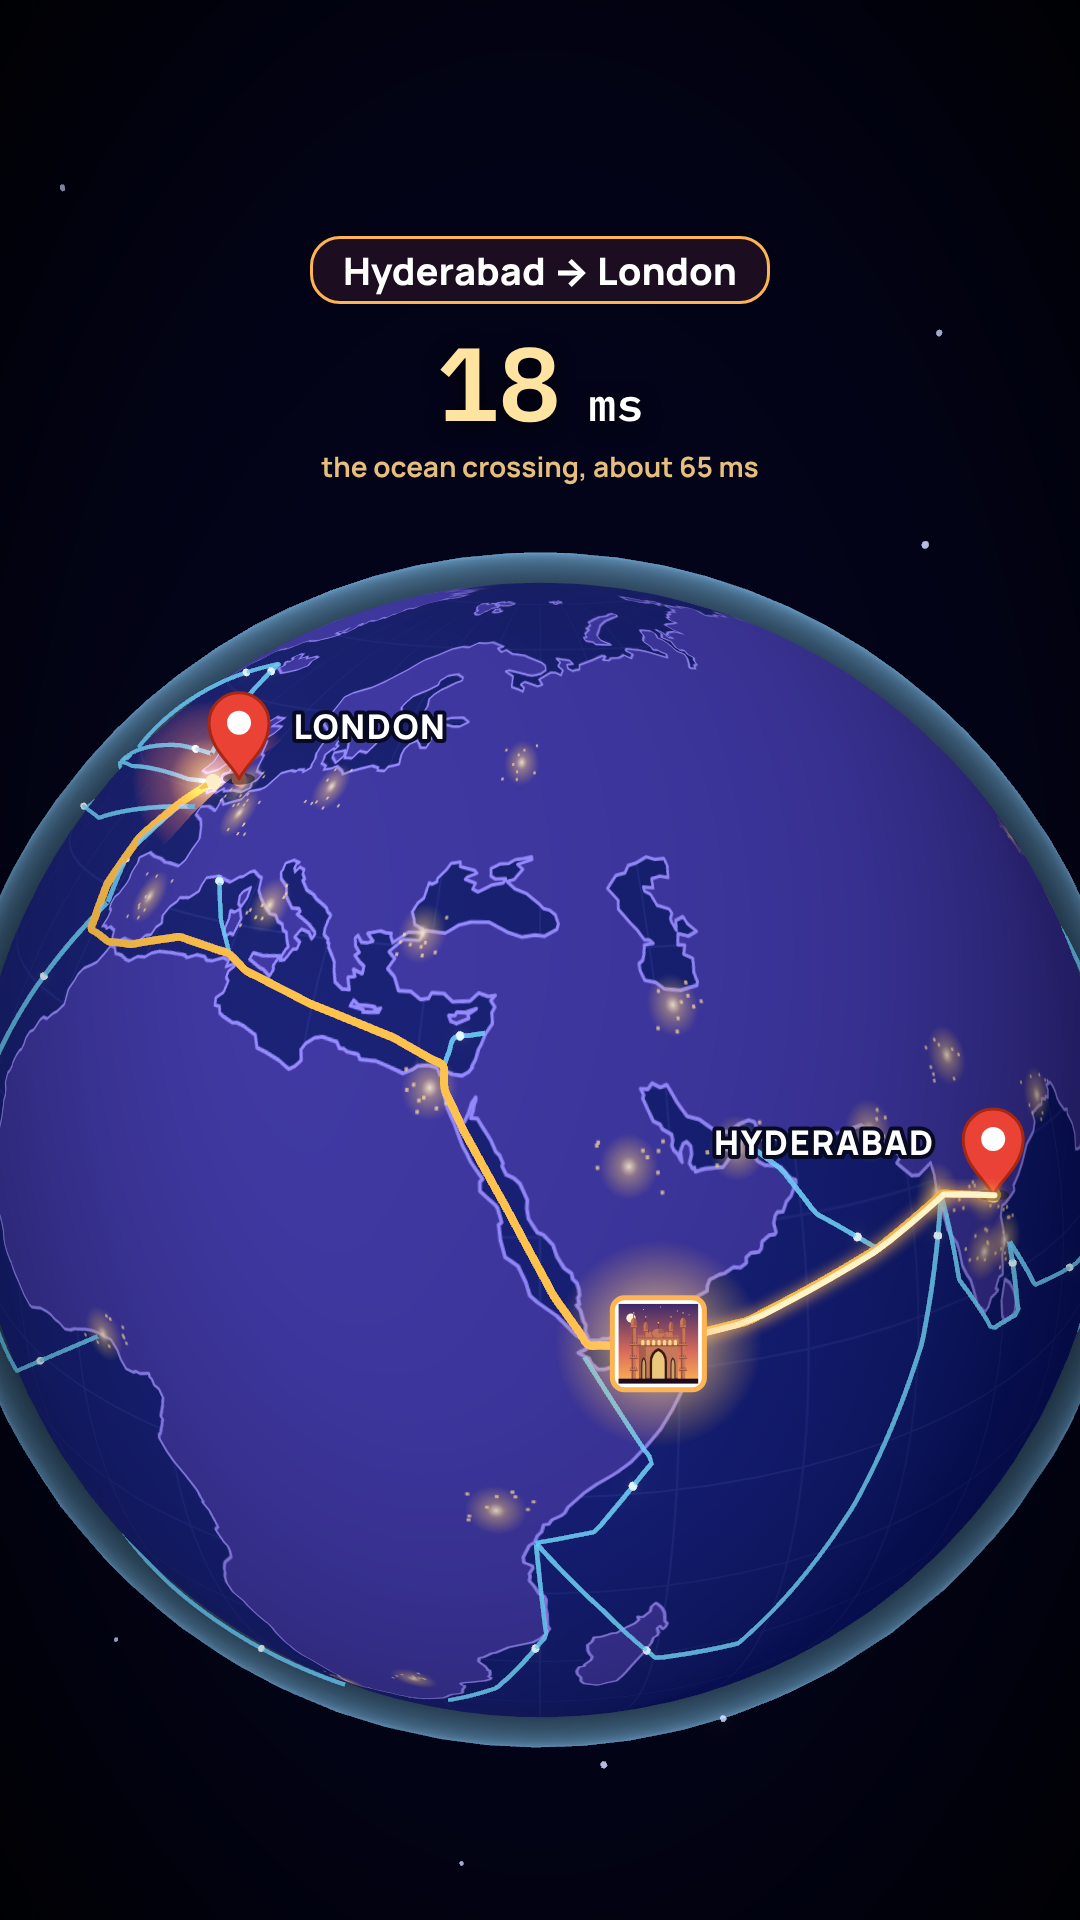 Hyderabad → London
18 ms
the ocean crossing, about 65 ms
LONDON
HYDERABAD